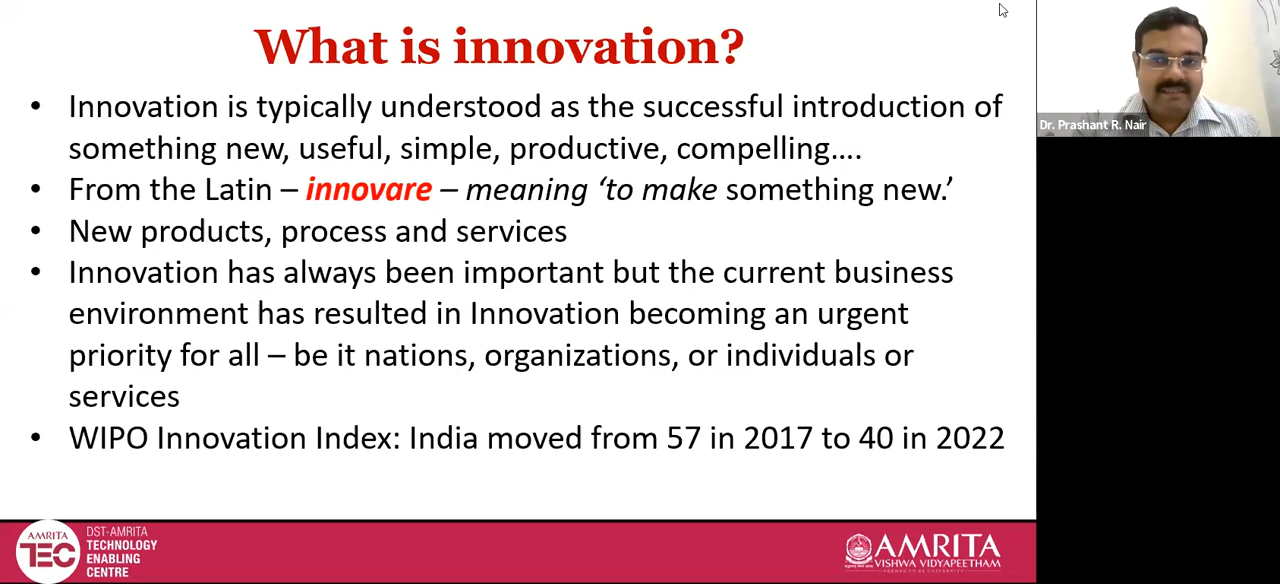 What is innovation?
• Innovation is typically understood as the successful introduction of
something new, useful, simple, productive, compelling….
• From the Latin – innovare – meaning ‘to make something new.’
• New products, process and services
• Innovation has always been important but the current business
environment has resulted in Innovation becoming an urgent
priority for all – be it nations, organizations, or individuals or
services
• WIPO Innovation Index: India moved from 57 in 2017 to 40 in 2022
Dr. Prashant R. Nair
AMRITA
TEC
DST-AMRITA
TECHNOLOGY
ENABLING
CENTRE
AMRITA
VISHWA VIDYAPEETHAM